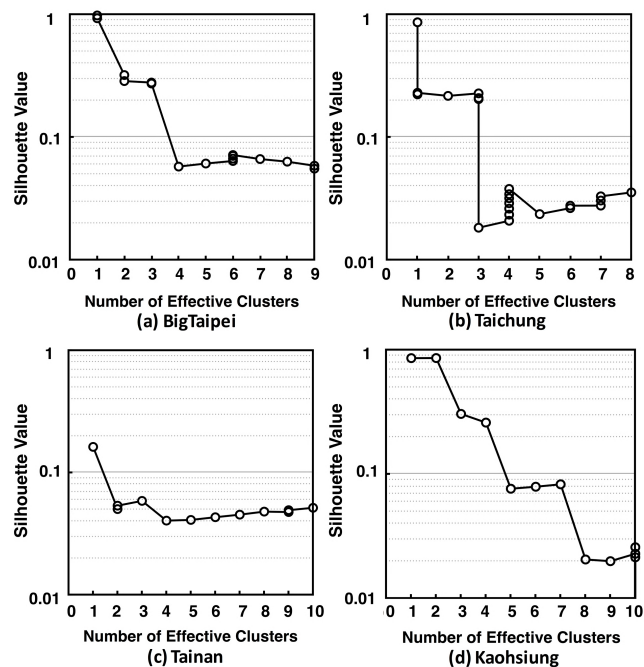 1
0.1
0.01
Silhouette Value
0 1 2 3 4 5 6 7 8 9
Number of Effective Clusters
(a) BigTaipei
1
0.1
0.01
Silhouette Value
0 1 2 3 4 5 6 7 8
Number of Effective Clusters
(b) Taichung
1
0.1
0.01
Silhouette Value
0 1 2 3 4 5 6 7 8 9 10
Number of Effective Clusters
(c) Tainan
1
0.1
0.01
Silhouette Value
0 1 2 3 4 5 6 7 8 9 10
Number of Effective Clusters
(d) Kaohsiung